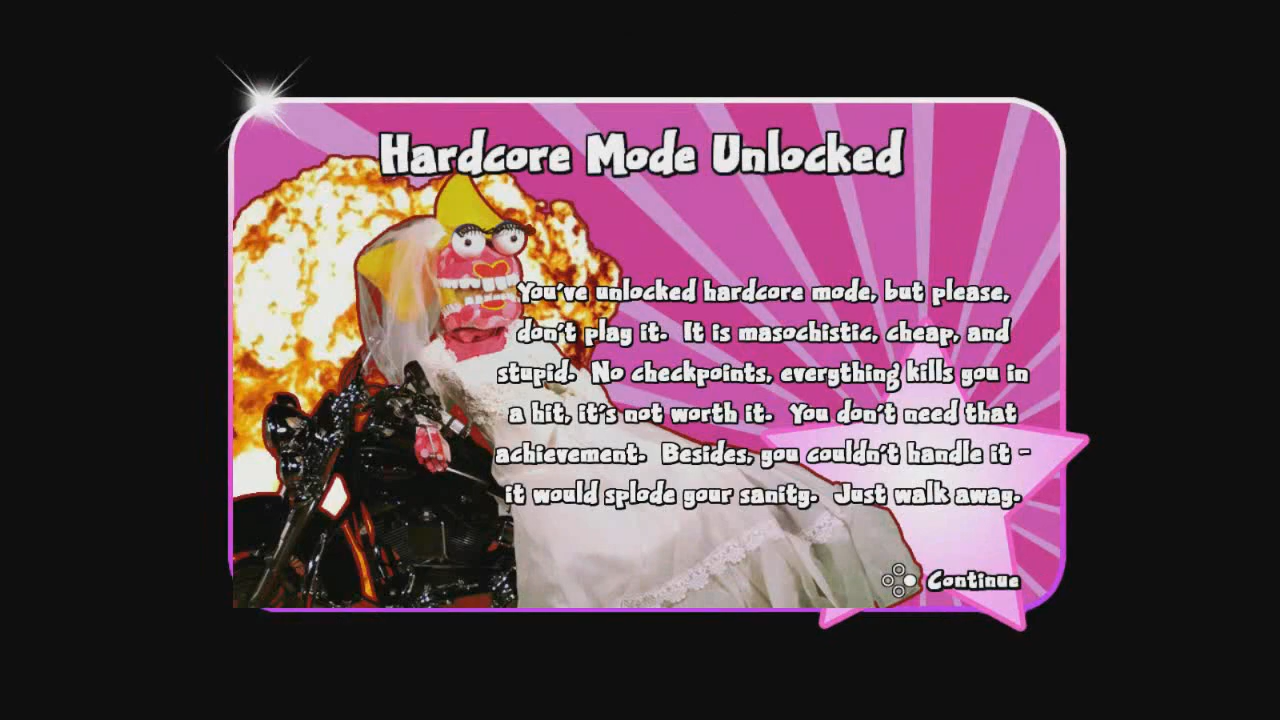 Hardcore Mode Unlocked
You've unlocked hardcore mode, but please,
don't play it.  It is masochistic, cheap, and
stupid.  No checkpoints, everything kills you in
a hit, it's not worth it.  You don't need that
achievement.  Besides, you couldn't handle it -
it would splode your sanity.  Just walk away.
Continue